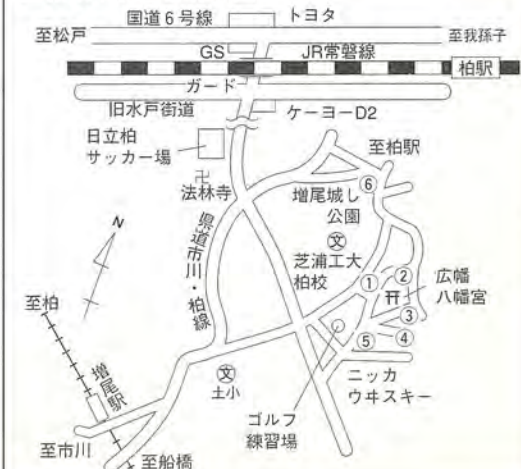 国道6号線
トヨタ
至松戸
至我孫子
GS
JR常磐線
柏駅
ガード
旧水戸街道
ケーヨーD2
日立柏
サッカー場
至柏駅
卍
法林寺
増尾城し
公園
⑥
文
芝浦工大
柏校
県道市川・柏線
N
①
②
広幡
八幡宮
③
④
⑤
至柏
増尾駅
文
土小
ニッカ
ウヰスキー
ゴルフ
練習場
至市川
至船橋